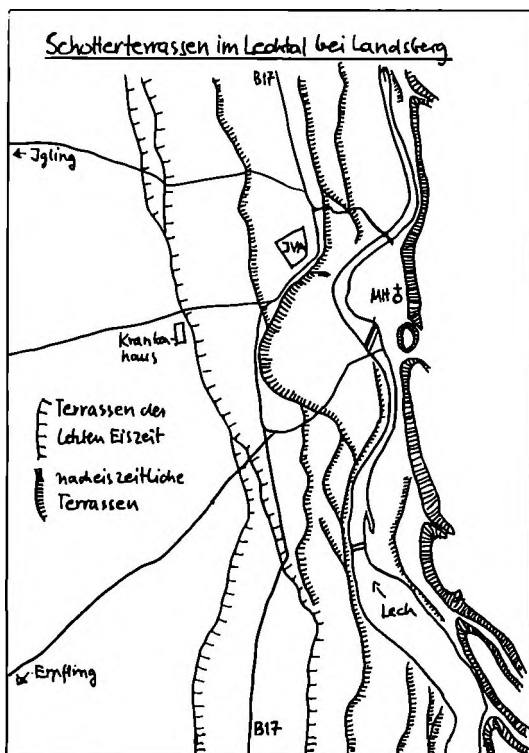 Schotterterrassen im Lechtal bei Landsberg
B17
← Igling
JVA
MH
Kranken-
haus
Terrassen der
letzten Eiszeit
nacheiszeitliche
Terrassen
Lech
Erpfting
B17